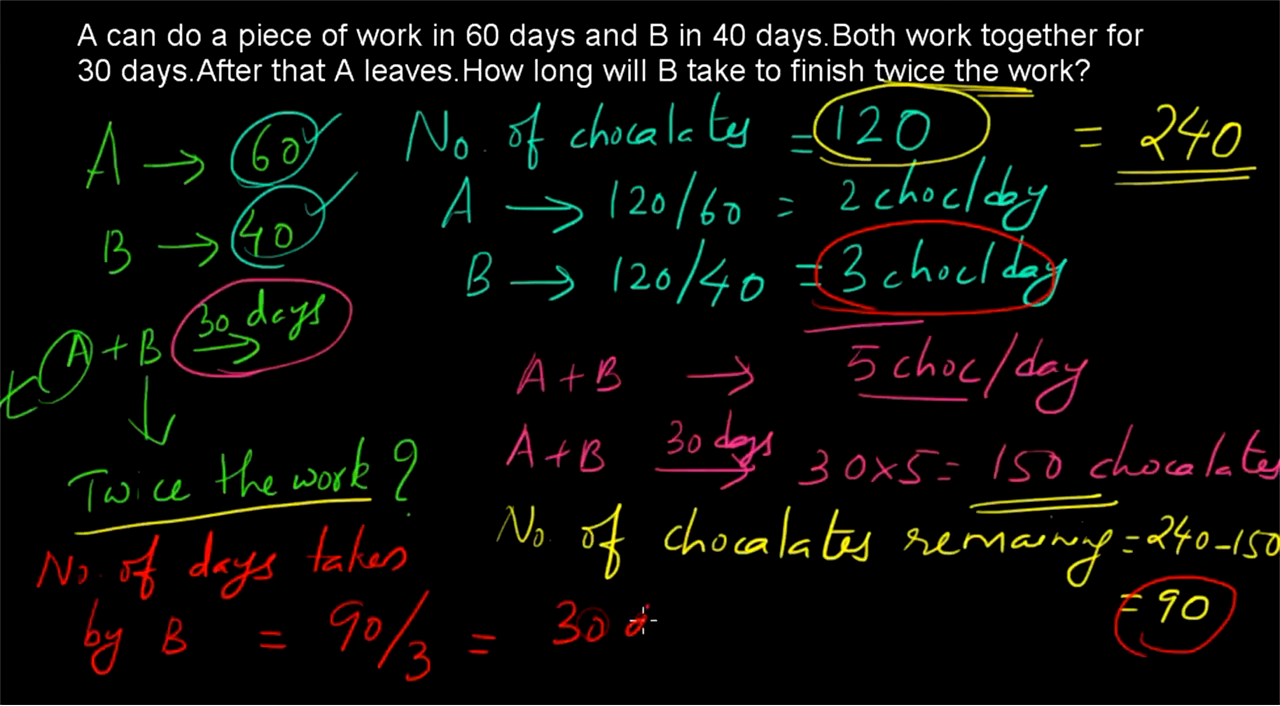 A can do a piece of work in 60 days and B in 40 days.Both work together for
30 days.After that A leaves.How long will B take to finish twice the work?
A → 60
B → 40
A + B 30 days
Twice the work?
No. of days taken
by B = 90/3 = 30 d
No. of chocalates = 120 = 240
A → 120/60 = 2 choc/day
B → 120/40 = 3 choc/day
A + B → 5 choc/day
A + B 30 days 30×5 = 150 chocalates
No. of chocalates remaining = 240-150
= 90